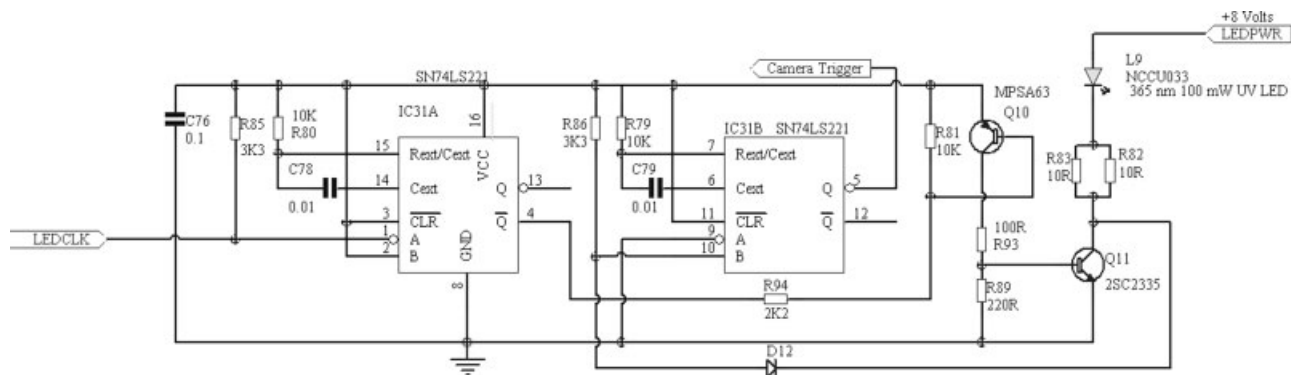 +8 Volts
LEDPWR
L9
NCCU033
365 nm 100 mW UV LED
Camera Trigger
SN74LS221
MPSA63
Q10
C76
0.1
R85
3K3
10K
R80
IC31A
16
VCC
15
Rext/Cext
C78
0.01
14
Cext
13
Q
3
CLR
4
Q
1
A
2
B
GND
8
LEDCLK
R86
3K3
R79
10K
IC31B SN74LS221
7
Rext/Cext
C79
0.01
6
Cext
5
Q
11
CLR
12
Q
9
A
10
B
R81
10K
R83
10R
R82
10R
100R
R93
Q11
2SC2335
R89
220R
R94
2K2
D12